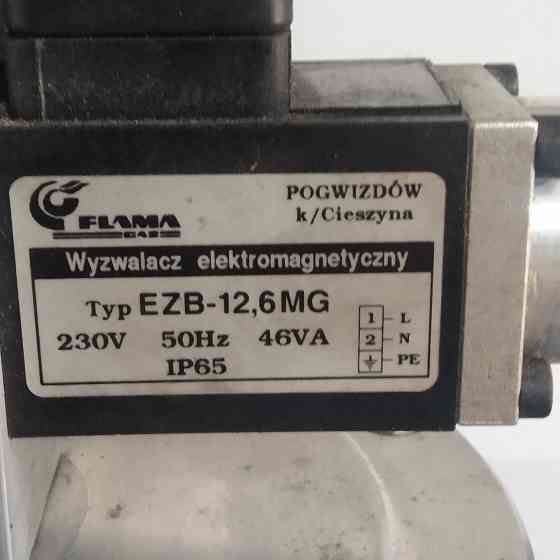 FLAMA
GAZ
POGWIZDÓW
k/Cieszyna
Wyzwalacz elektromagnetyczny
Typ EZB-12,6MG
230V 50Hz 46VA
IP65
1 L
2 N
PE